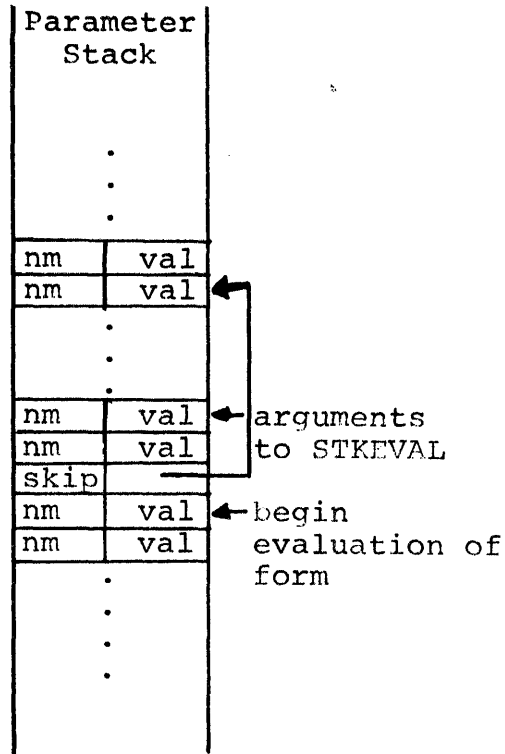 Parameter
Stack
nm val
nm val
nm val
arguments
nm val
to STKEVAL
skip
nm val
begin
nm val
evaluation of
form